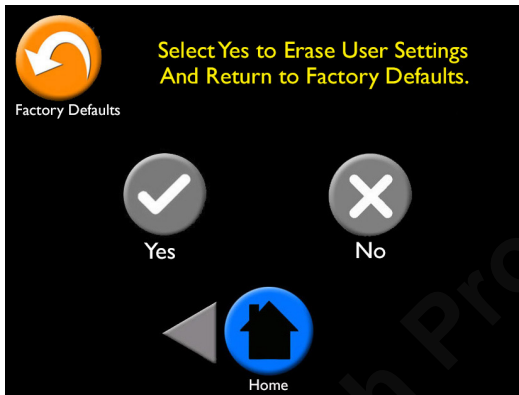 Select Yes to Erase User Settings
And Return to Factory Defaults.
Factory Defaults
Yes
No
Home